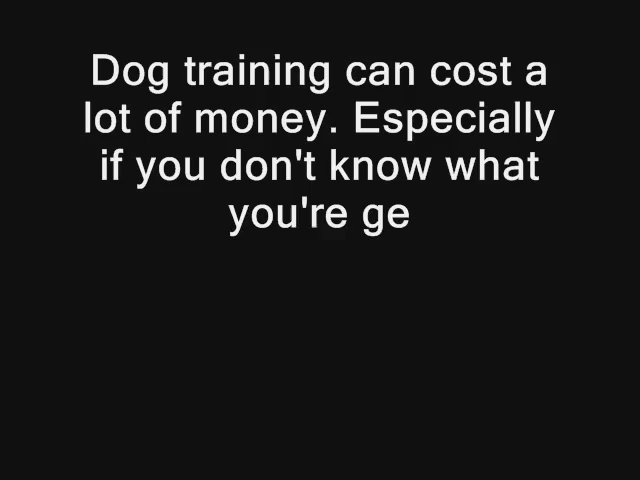 Dog training can cost a
lot of money. Especially
if you don't know what
you're ge